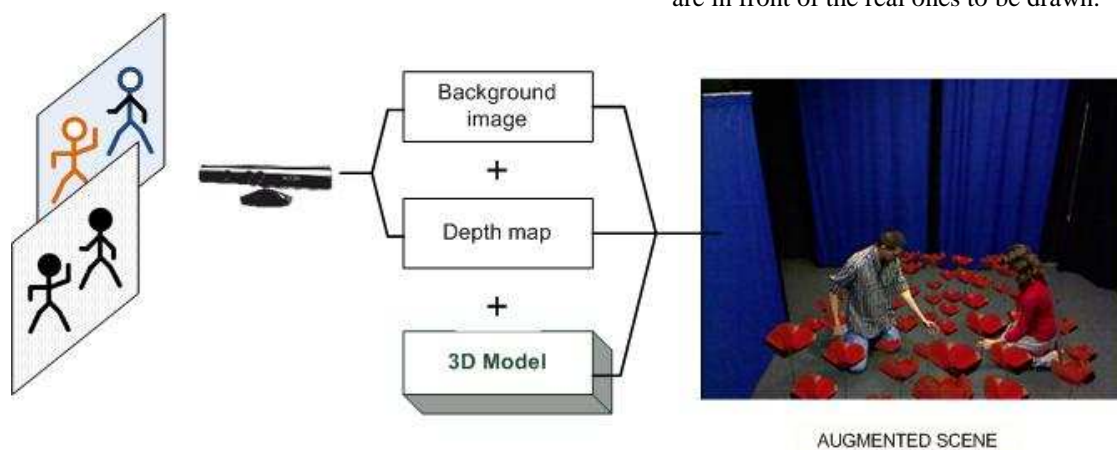 are in front of the real ones to be drawn.
Background
image
+
Depth map
+
3D Model
AUGMENTED SCENE